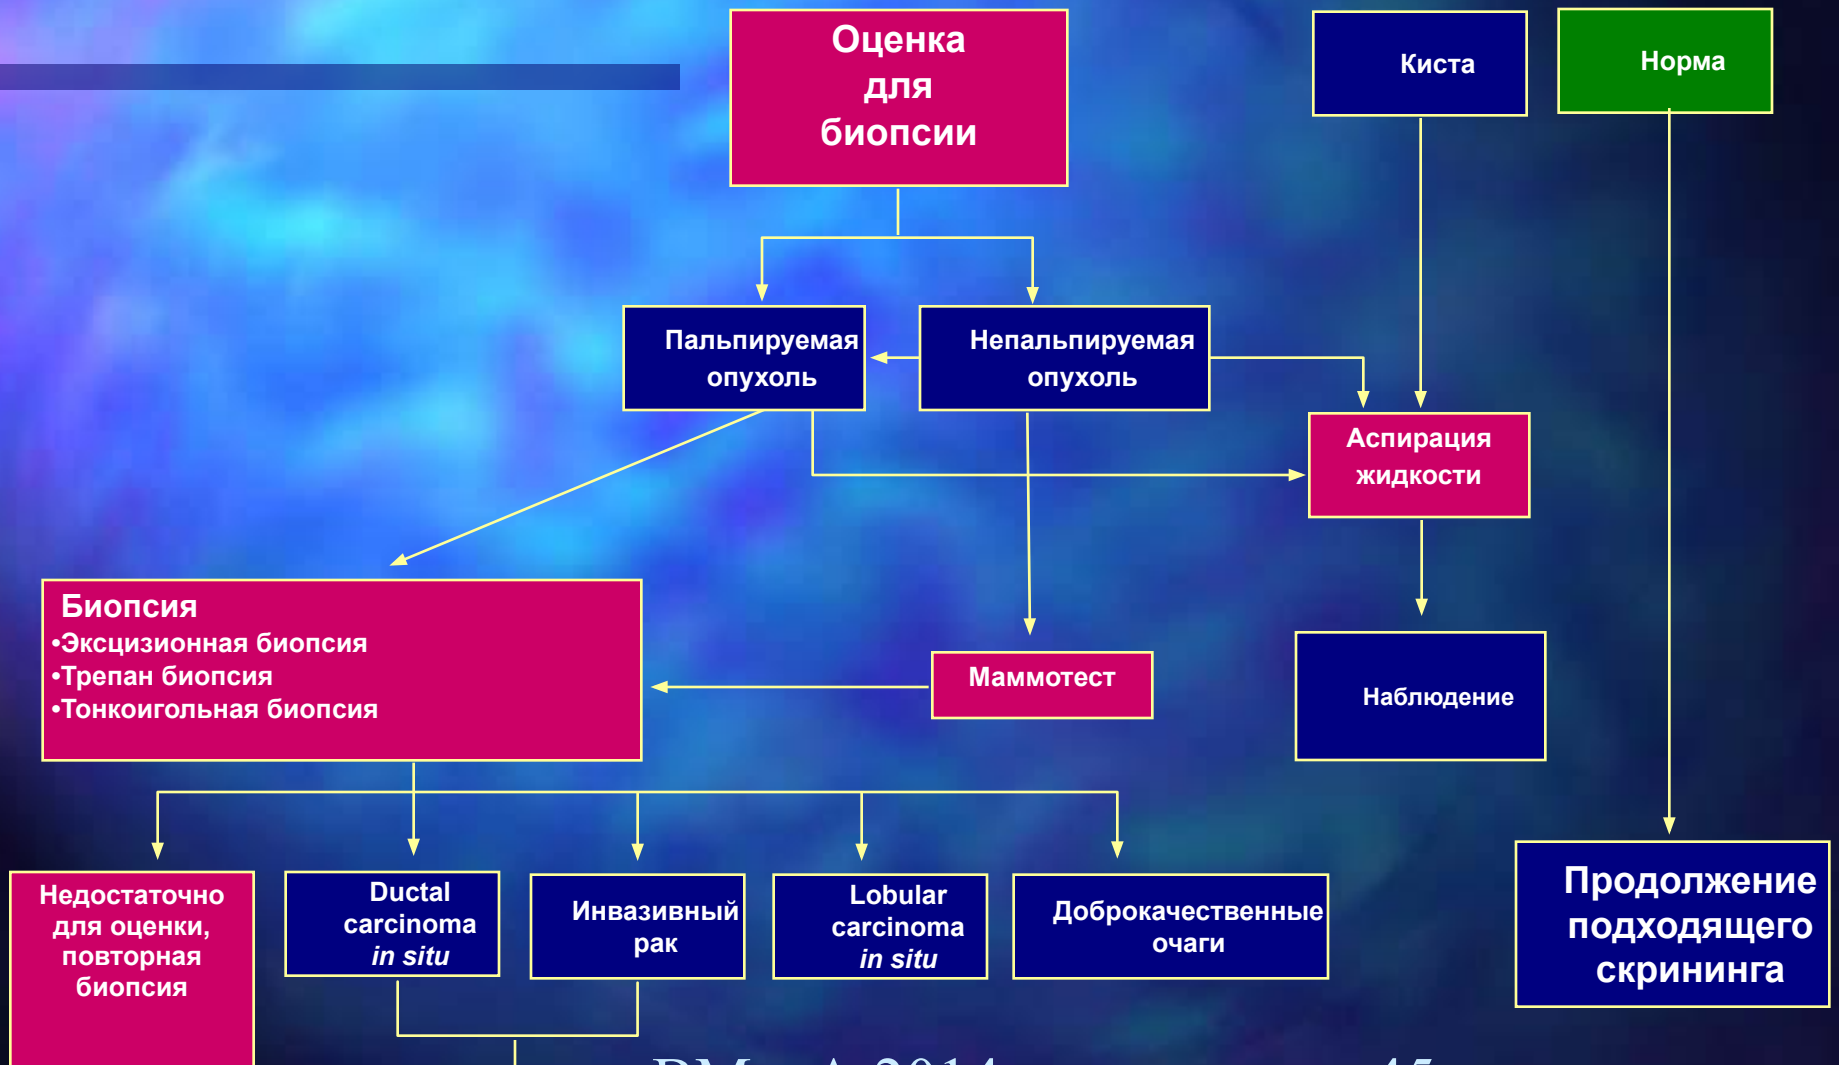 Оценка
для
биопсии
Киста
Норма
Пальпируемая
опухоль
Непальпируемая
опухоль
Аспирация
жидкости
Биопсия
•Эксцизионная биопсия
•Трепан биопсия
•Тонкоигольная биопсия
Маммотест
Наблюдение
Недостаточно
для оценки,
повторная
биопсия
Ductal
carcinoma
in situ
Инвазивный
рак
Lobular
carcinoma
in situ
Доброкачественные
очаги
Продолжение
подходящего
скрининга
2014
45